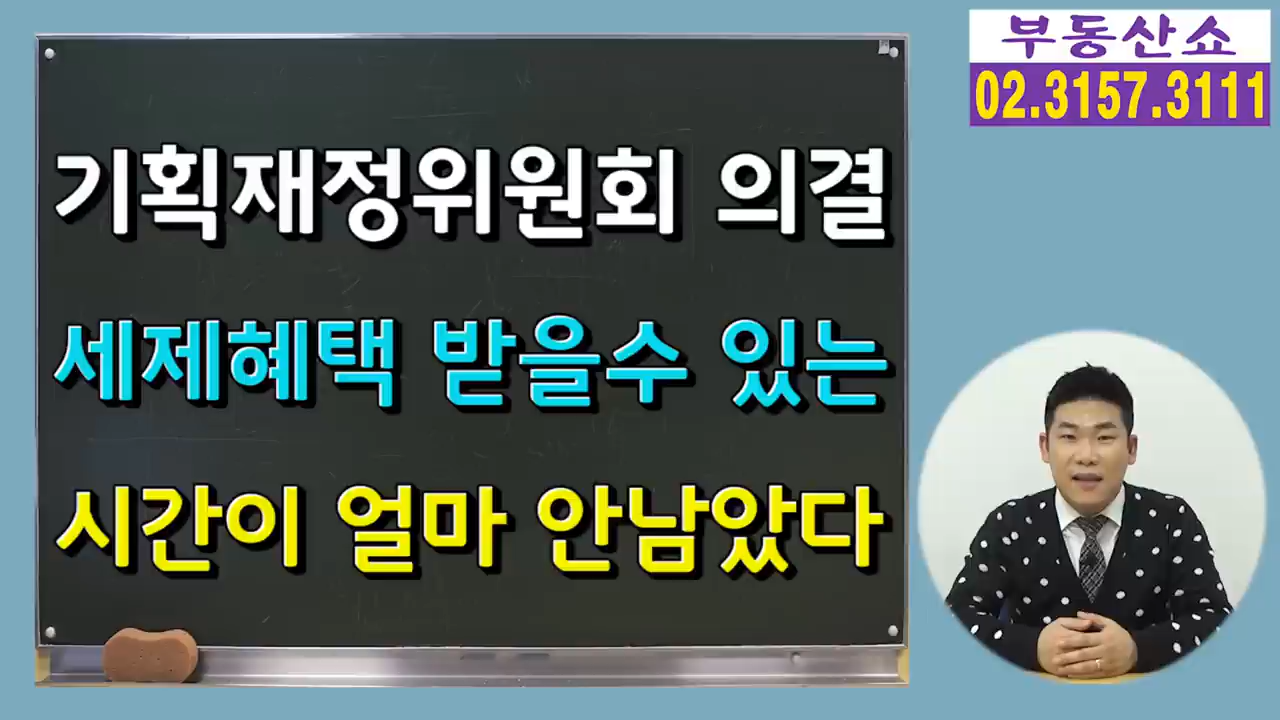 부동산쇼
02.3157.3111
기획재정위원회 의결
세제혜택 받을수 있는
시간이 얼마 안남았다